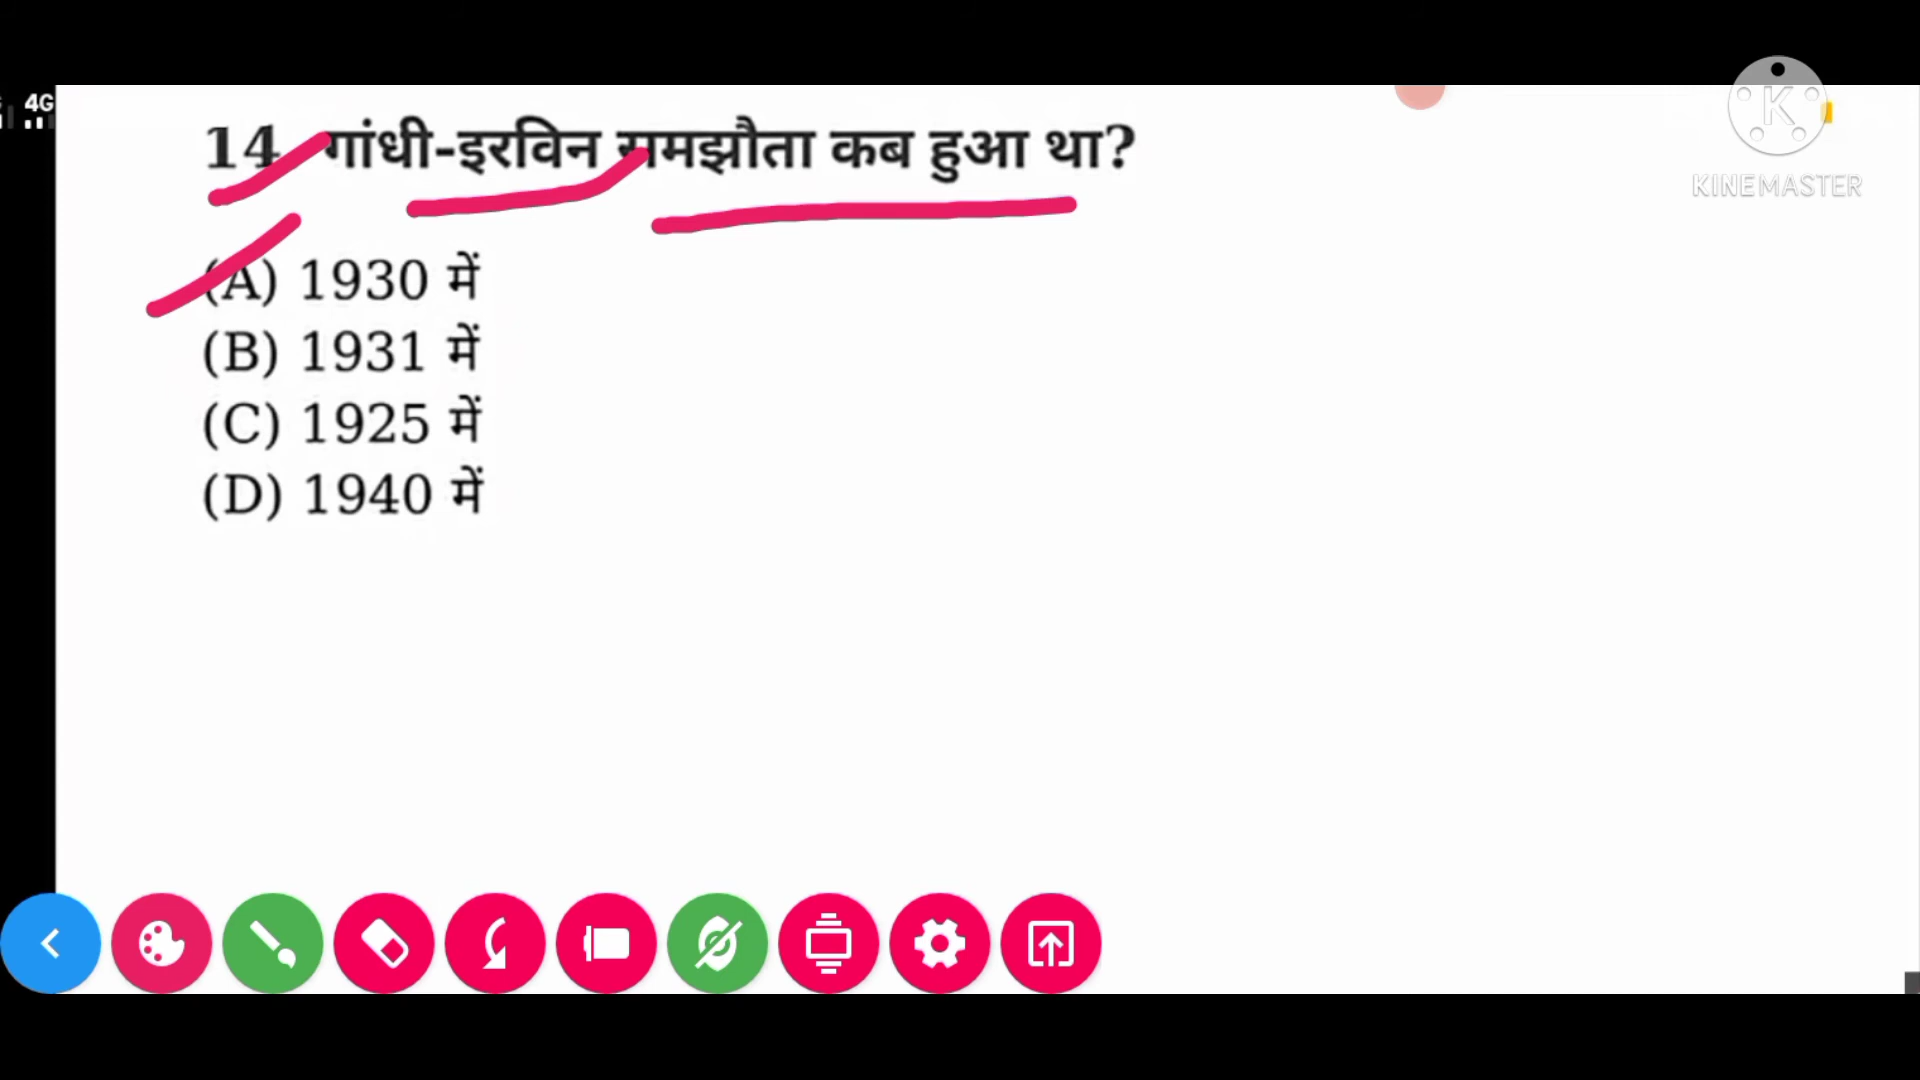 4G
14 गांधी-इरविन समझौता कब हुआ था?
K
KINEMASTER
(A) 1930 में
(B) 1931 में
(C) 1925 में
(D) 1940 में